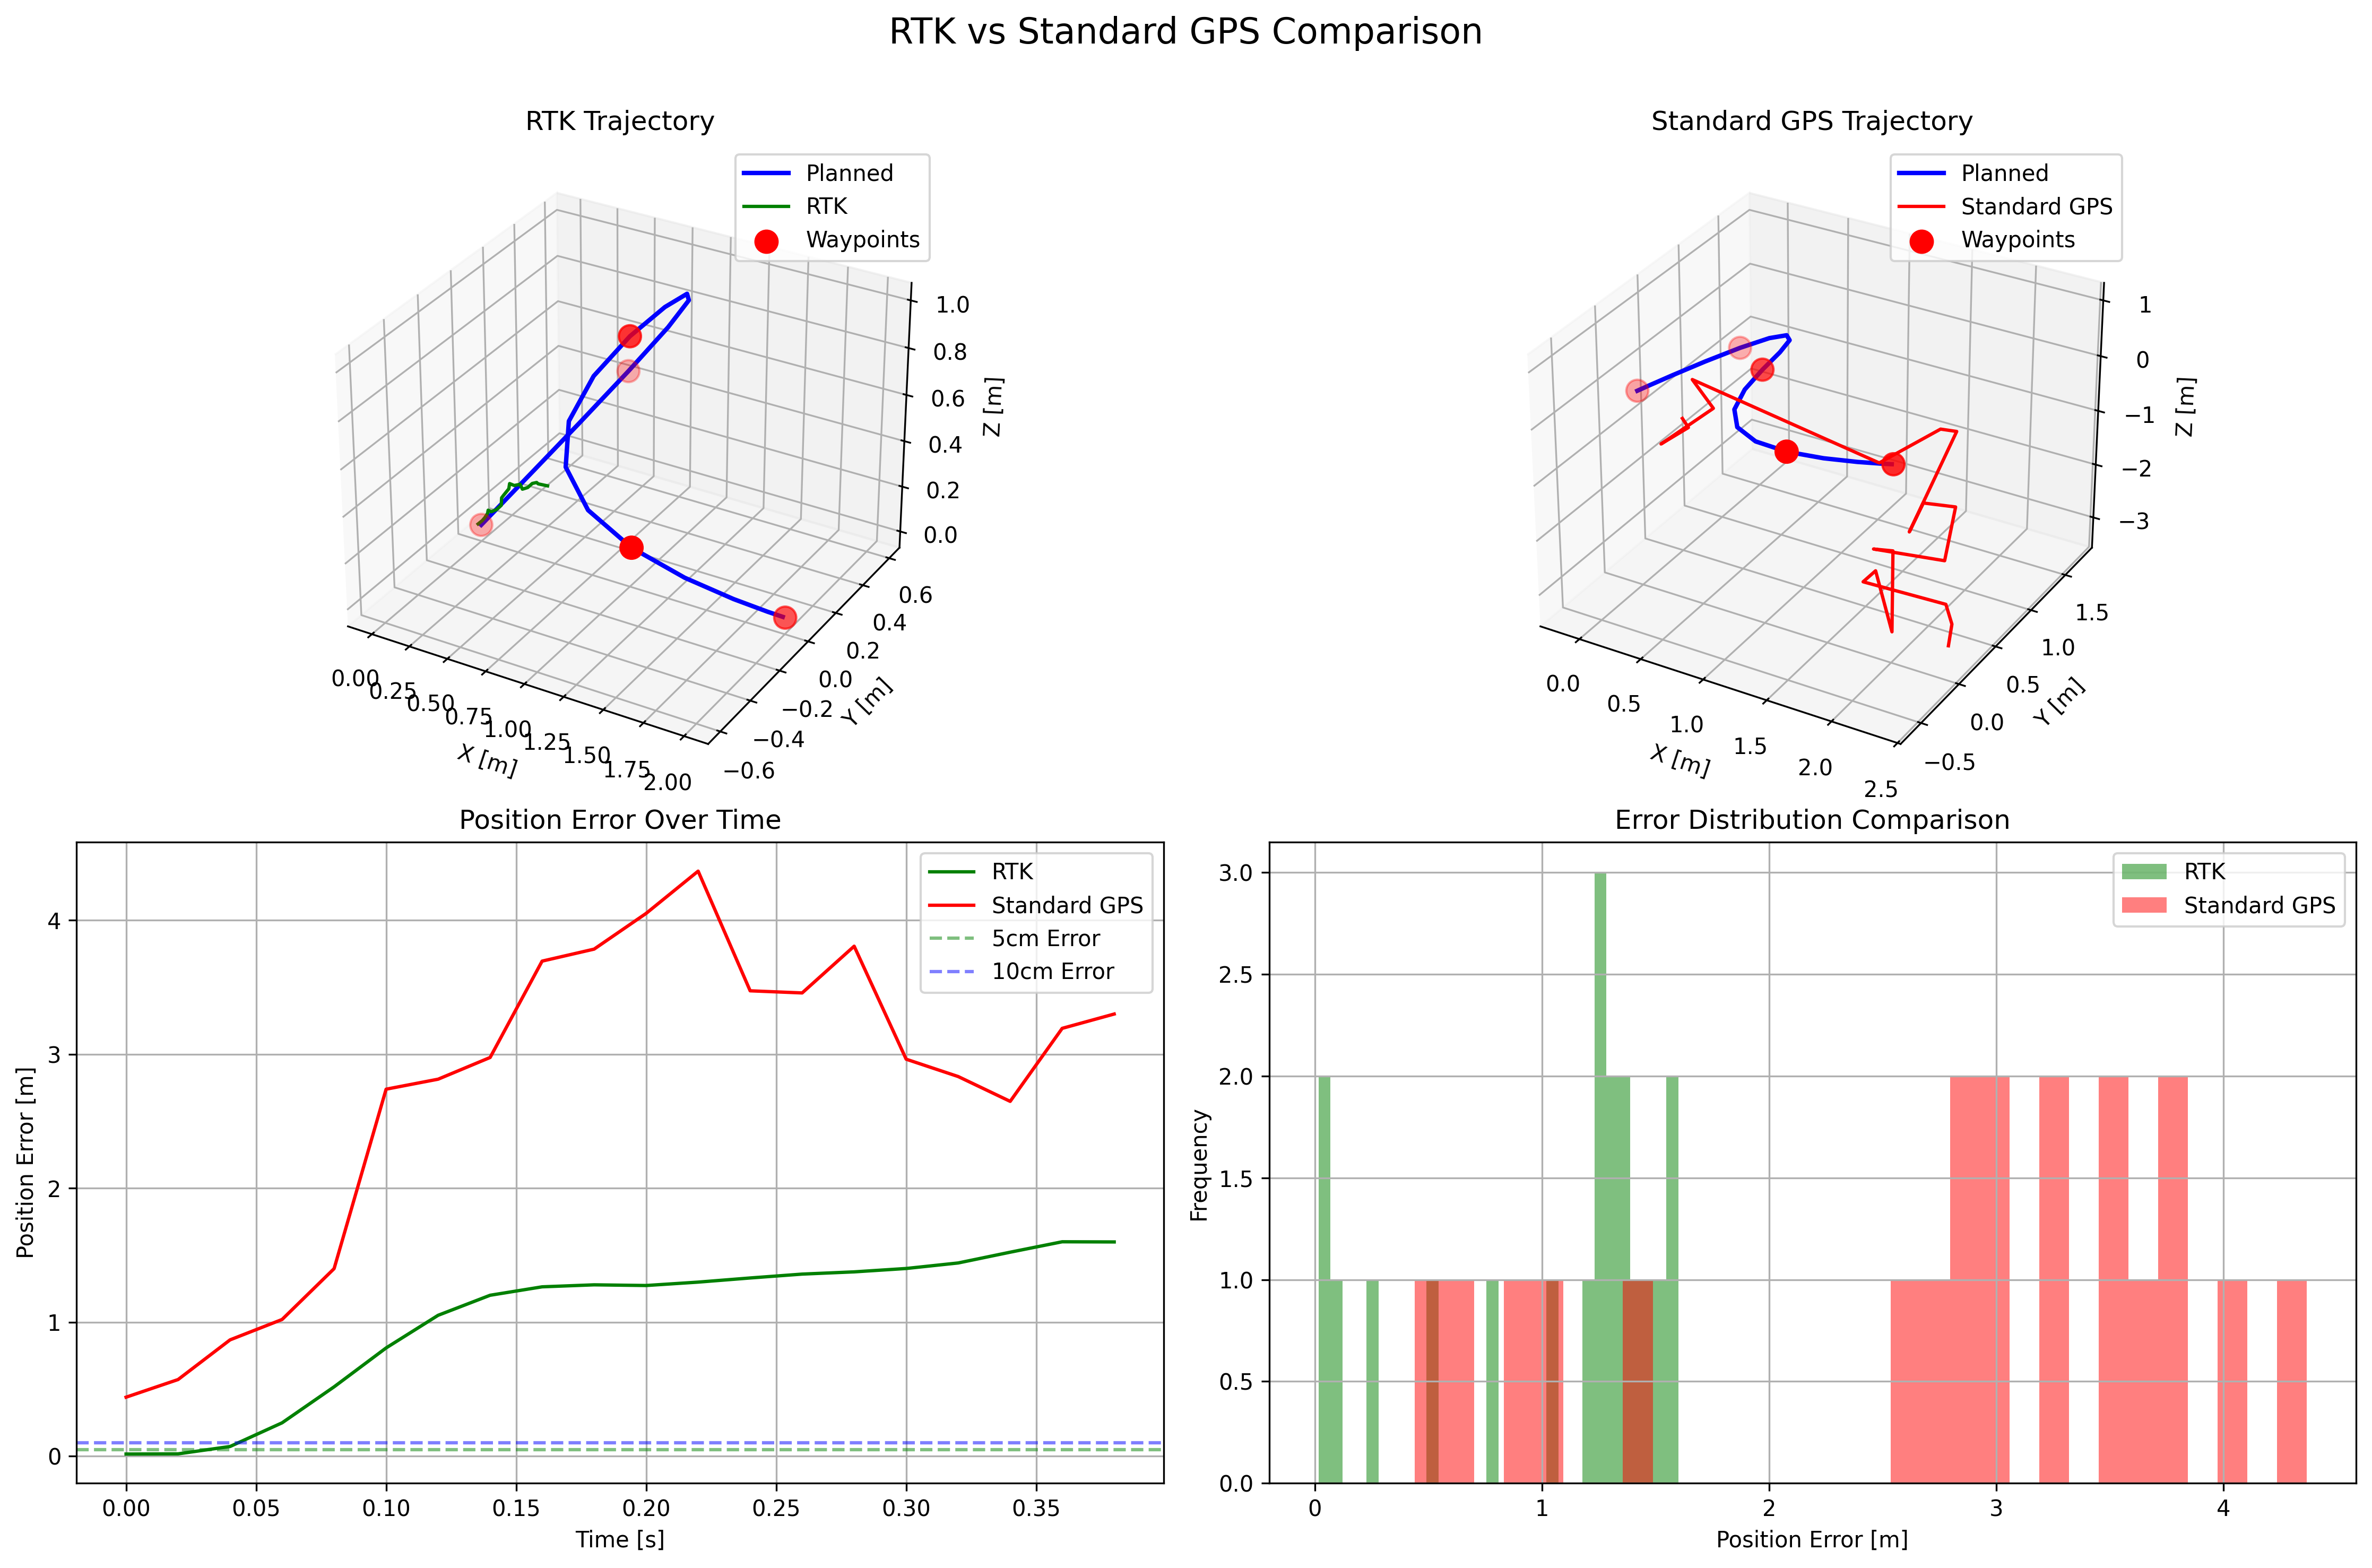 RTK vs Standard GPS Comparison
RTK Trajectory
Planned
RTK
Waypoints
1.0
0.8
0.6
0.4
0.2
0.0
Z [m]
0.6
0.4
0.2
0.0
−0.2
−0.4
−0.6
Y [m]
0.00
0.25
0.50
0.75
1.00
1.25
1.50
1.75
2.00
X [m]
Standard GPS Trajectory
Planned
Standard GPS
Waypoints
1
0
−1
−2
−3
Z [m]
1.5
1.0
0.5
0.0
−0.5
Y [m]
0.0
0.5
1.0
1.5
2.0
2.5
X [m]
Position Error Over Time
RTK
Standard GPS
5cm Error
10cm Error
4
3
2
1
0
Position Error [m]
0.00 0.05 0.10 0.15 0.20 0.25 0.30 0.35
Time [s]
Error Distribution Comparison
RTK
Standard GPS
3.0
2.5
2.0
1.5
1.0
0.5
0.0
Frequency
0 1 2 3 4
Position Error [m]